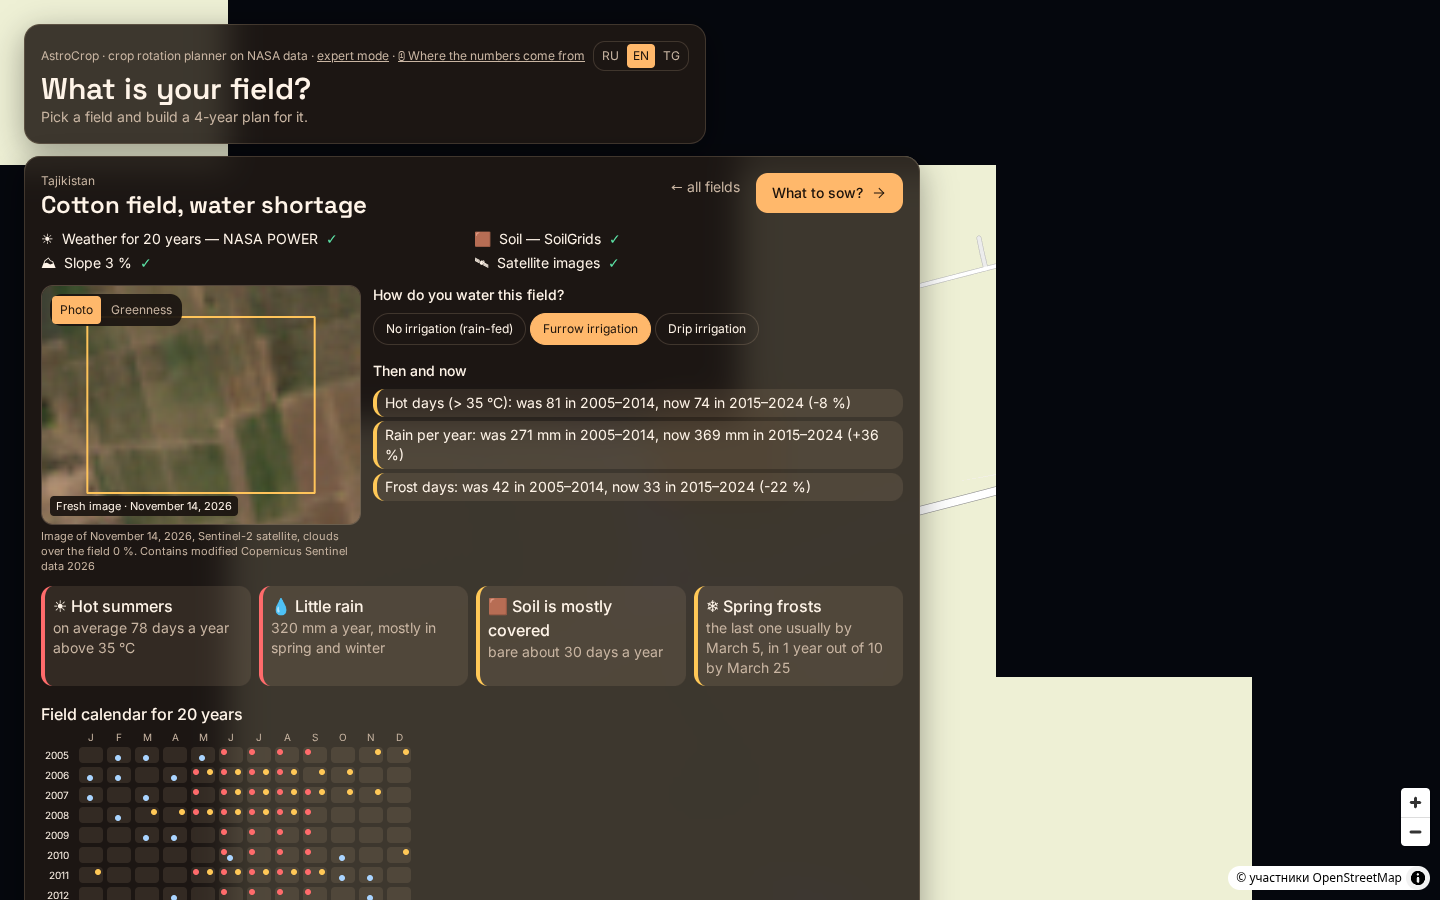 AstroCrop · crop rotation planner on NASA data · expert mode · Where the numbers come from
RU EN TG
What is your field?
Pick a field and build a 4-year plan for it.
Tajikistan
Cotton field, water shortage
← all fields
What to sow? →
☀ Weather for 20 years — NASA POWER ✓
🟫 Soil — SoilGrids ✓
⛰ Slope 3 % ✓
🛰 Satellite images ✓
Photo Greenness
Fresh image · November 14, 2026
Image of November 14, 2026, Sentinel-2 satellite, clouds
over the field 0 %. Contains modified Copernicus Sentinel
data 2026
How do you water this field?
No irrigation (rain-fed) Furrow irrigation Drip irrigation
Then and now
Hot days (> 35 °C): was 81 in 2005–2014, now 74 in 2015–2024 (-8 %)
Rain per year: was 271 mm in 2005–2014, now 369 mm in 2015–2024 (+36
%)
Frost days: was 42 in 2005–2014, now 33 in 2015–2024 (-22 %)
☀ Hot summers
on average 78 days a year
above 35 °C
💧 Little rain
320 mm a year, mostly in
spring and winter
🟫 Soil is mostly
covered
bare about 30 days a year
❄ Spring frosts
the last one usually by
March 5, in 1 year out of 10
by March 25
Field calendar for 20 years
J F M A M J J A S O N D
2005
2006
2007
2008
2009
2010
2011
2012
© участники OpenStreetMap